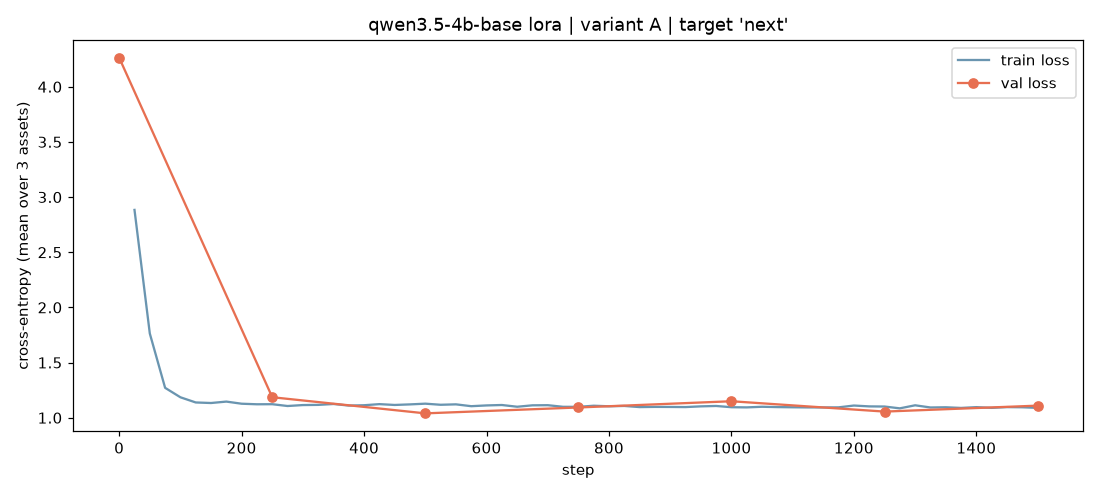 qwen3.5-4b-base lora | variant A | target 'next'
train loss
val loss
cross-entropy (mean over 3 assets)
4.0
3.5
3.0
2.5
2.0
1.5
1.0
0 200 400 600 800 1000 1200 1400
step